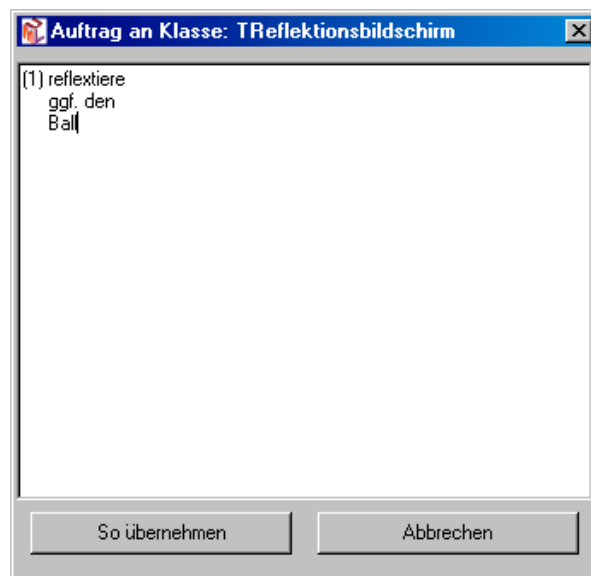 Auftrag an Klasse: TReflektionsbildschirm
(1) reflextiere
ggf. den
Ball
So übernehmen
Abbrechen